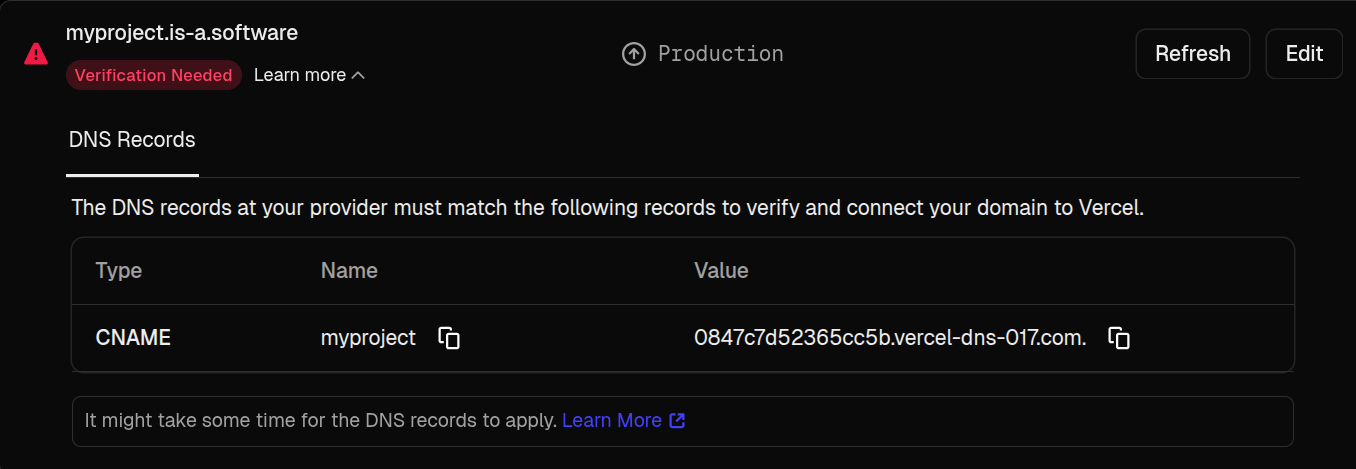 myproject.is-a.software
Verification Needed Learn more
Production
Refresh Edit
DNS Records
The DNS records at your provider must match the following records to verify and connect your domain to Vercel.
Type Name Value
CNAME myproject 0847c7d52365cc5b.vercel-dns-017.com.
It might take some time for the DNS records to apply. Learn More